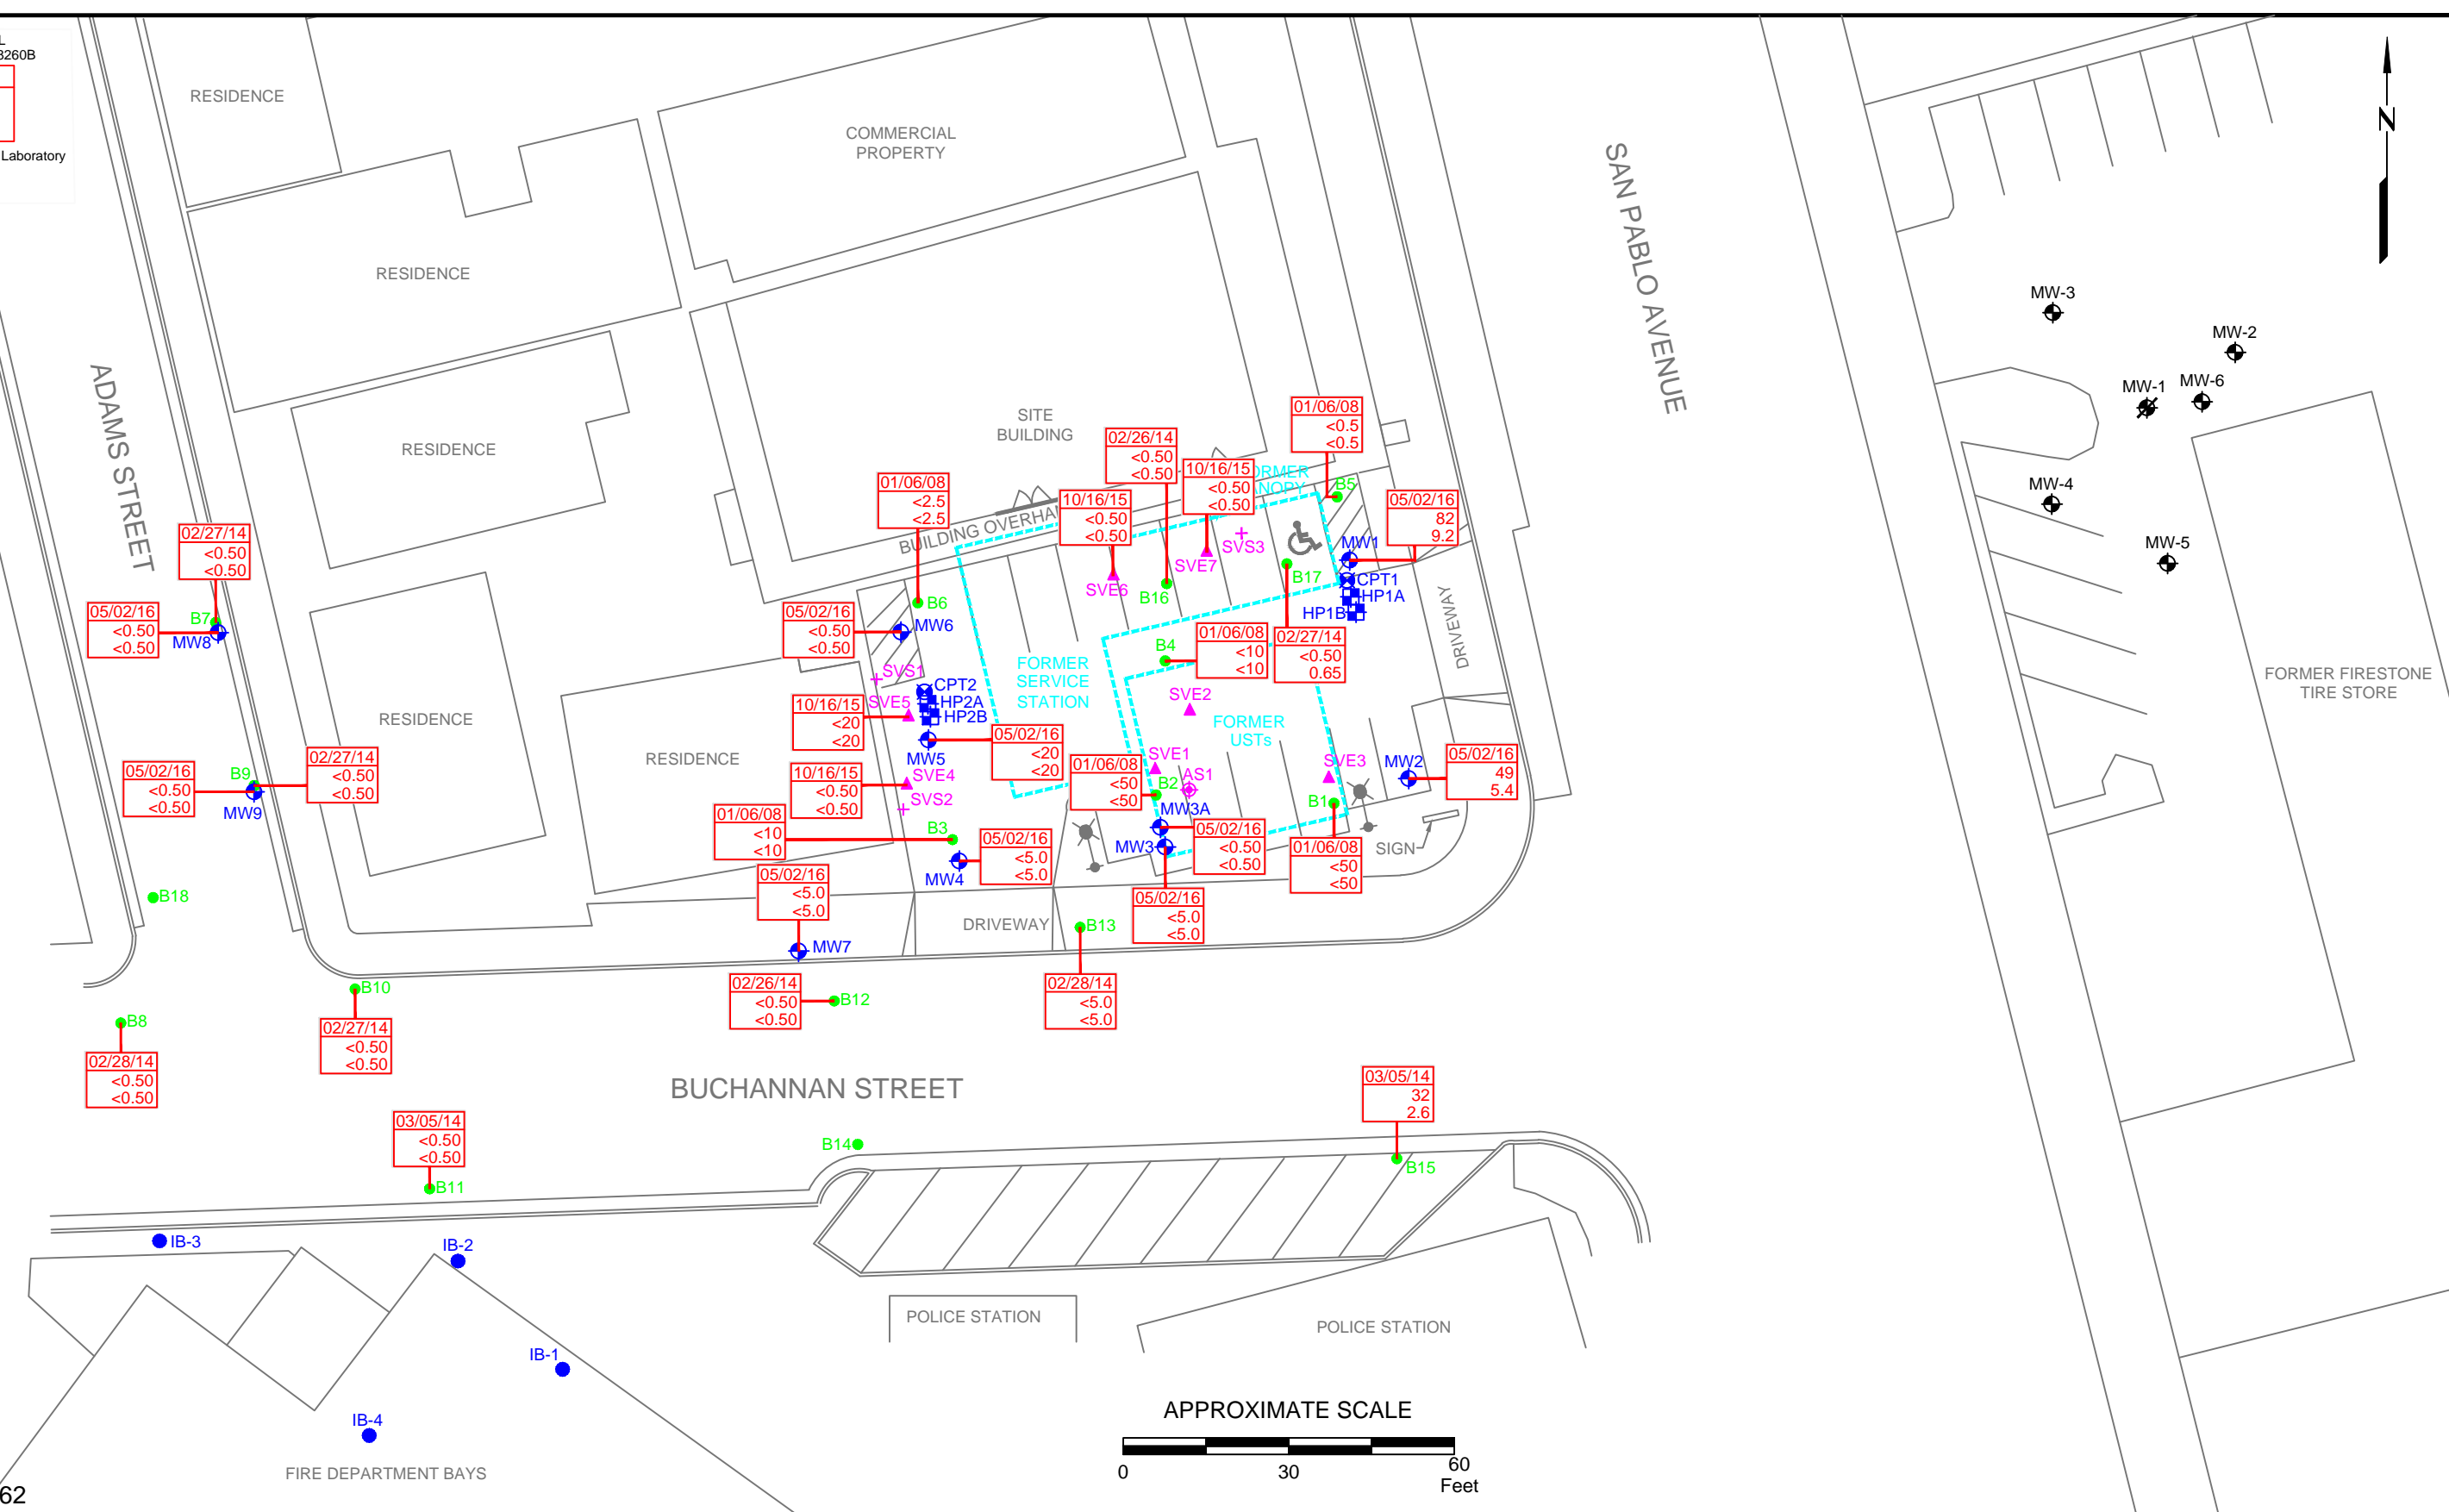 L
8260B
Laboratory
RESIDENCE
COMMERCIAL
PROPERTY
N
SAN PABLO AVENUE
RESIDENCE
MW-3
MW-2
MW-1
MW-6
ADAMS STREET
SITE
BUILDING
RESIDENCE
01/06/08
<0.5
<0.5
02/26/14
<0.50
<0.50
10/16/15
<0.50
<0.50
01/06/08
<2.5
<2.5
10/16/15
<0.50
<0.50
B5
05/02/16
82
9.2
MW-4
MW-5
BUILDING OVERHA
02/27/14
<0.50
<0.50
SVS3
MW1
SVE7
B17
CPT1
SVE6
B16
HP1A
HP1B
DRIVEWAY
05/02/16
<0.50
<0.50
B7
MW8
05/02/16
<0.50
<0.50
B6
MW6
01/06/08
<10
<10
B4
02/27/14
<0.50
0.65
FORMER
SERVICE
STATION
SVS1
CPT2
SVE5
HP2A
HP2B
SVE2
FORMER
USTs
FORMER FIRESTONE
TIRE STORE
10/16/15
<20
<20
RESIDENCE
RESIDENCE
MW5
05/02/16
<20
<20
01/06/08
<50
<50
SVE1
AS1
B2
SVE3
MW2
05/02/16
49
5.4
05/02/16
<0.50
<0.50
B9
MW9
02/27/14
<0.50
<0.50
10/16/15
<0.50
<0.50
SVE4
SVS2
01/06/08
<10
<10
B3
MW3A
B1
MW3
05/02/16
<0.50
<0.50
01/06/08
<50
<50
SIGN
05/02/16
<5.0
<5.0
MW4
05/02/16
<5.0
<5.0
MW7
05/02/16
<5.0
<5.0
B18
DRIVEWAY
B13
02/28/14
<5.0
<5.0
B10
02/27/14
<0.50
<0.50
02/26/14
<0.50
<0.50
B12
B8
02/28/14
<0.50
<0.50
BUCHANNAN STREET
03/05/14
32
2.6
B15
03/05/14
<0.50
<0.50
B11
B14
IB-3
IB-2
IB-1
IB-4
POLICE STATION
POLICE STATION
FIRE DEPARTMENT BAYS
APPROXIMATE SCALE
0
30
60
Feet
62